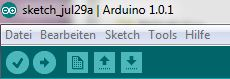 sketch_jul29a | Arduino 1.0.1
Datei Bearbeiten Sketch Tools Hilfe